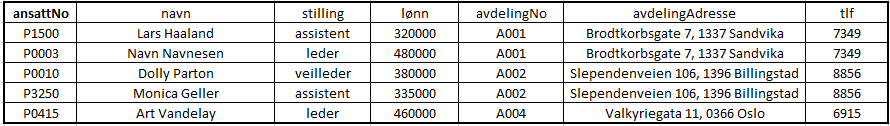 ansattNo navn stilling lønn avdelingNo avdelingAdresse tlf
P1500 Lars Haaland assistent 320000 A001 Brodtkorbsgate 7, 1337 Sandvika 7349
P0003 Navn Navnesen leder 480000 A001 Brodtkorbsgate 7, 1337 Sandvika 7349
P0010 Dolly Parton veilleder 380000 A002 Slependenveien 106, 1396 Billingstad 8856
P3250 Monica Geller assistent 335000 A002 Slependenveien 106, 1396 Billingstad 8856
P0415 Art Vandelay leder 460000 A004 Valkyriegata 11, 0366 Oslo 6915